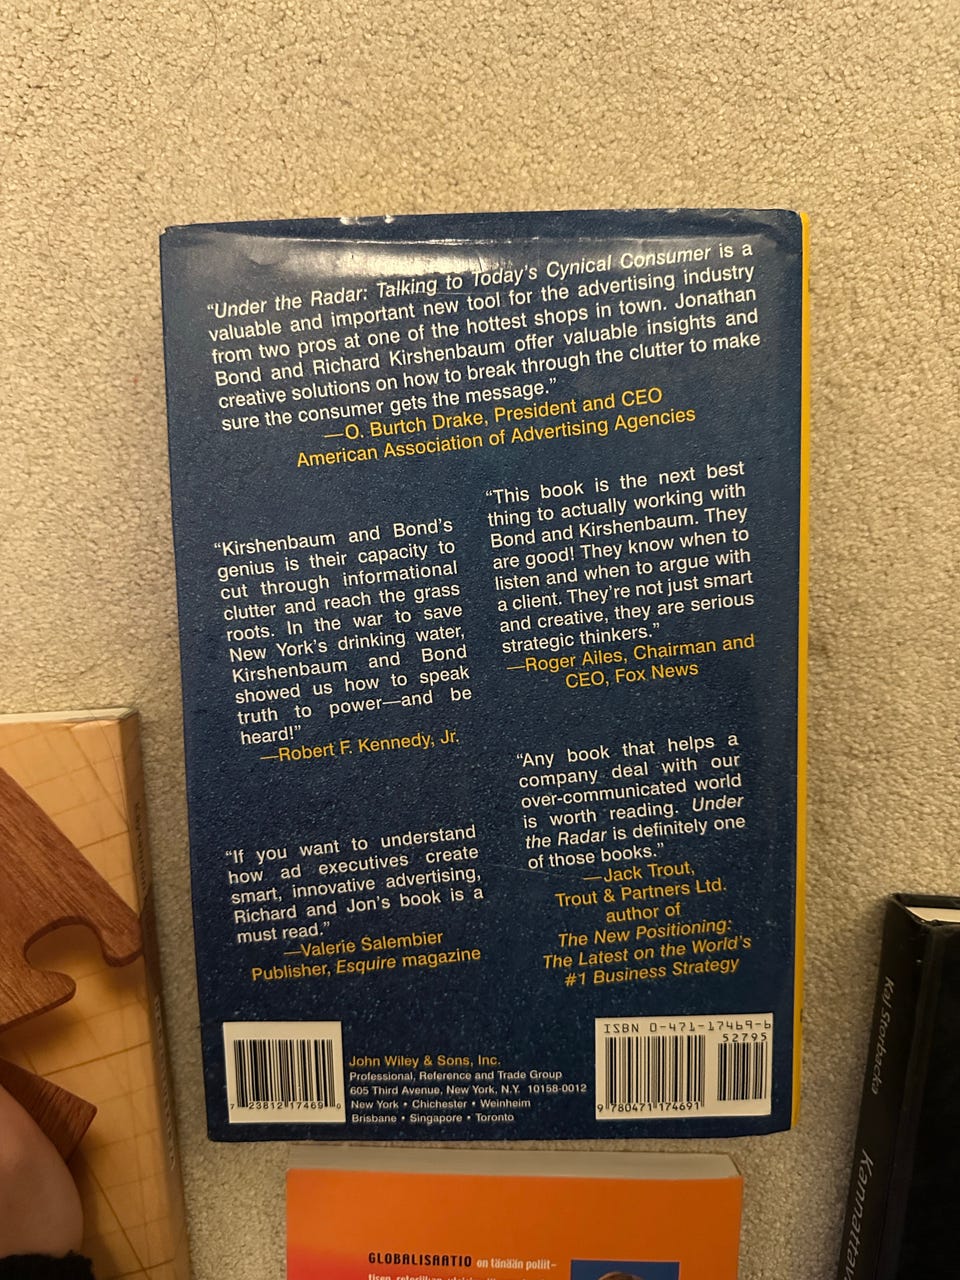 “Under the Radar: Talking to Today’s Cynical Consumer is a
valuable and important new tool for the advertising industry
from two pros at one of the hottest shops in town. Jonathan
Bond and Richard Kirshenbaum offer valuable insights and
creative solutions on how to break through the clutter to make
sure the consumer gets the message.”
—O. Burtch Drake, President and CEO
American Association of Advertising Agencies
“Kirshenbaum and Bond’s
genius is their capacity to
cut through informational
clutter and reach the grass
roots. In the war to save
New York’s drinking water,
Kirshenbaum and Bond
showed us how to speak
truth to power—and be
heard!”
—Robert F. Kennedy, Jr.
“This book is the next best
thing to actually working with
Bond and Kirshenbaum. They
are good! They know when to
listen and when to argue with
a client. They’re not just smart
and creative, they are serious
strategic thinkers.”
—Roger Ailes, Chairman and
CEO, Fox News
“If you want to understand
how ad executives create
smart, innovative advertising,
Richard and Jon’s book is a
must read.”
—Valerie Salembier
Publisher, Esquire magazine
“Any book that helps a
company deal with our
over-communicated world
is worth reading. Under
the Radar is definitely one
of those books.”
—Jack Trout,
Trout & Partners Ltd.
author of
The New Positioning:
The Latest on the World’s
#1 Business Strategy
7 23812 17469 0
John Wiley & Sons, Inc.
Professional, Reference and Trade Group
605 Third Avenue, New York, N.Y. 10158-0012
New York • Chichester • Weinheim
Brisbane • Singapore • Toronto
ISBN 0-471-17469-6
52795
9 780471 174691
Kaj Storbacka
GLOBALISAATIO on tänään poliit-